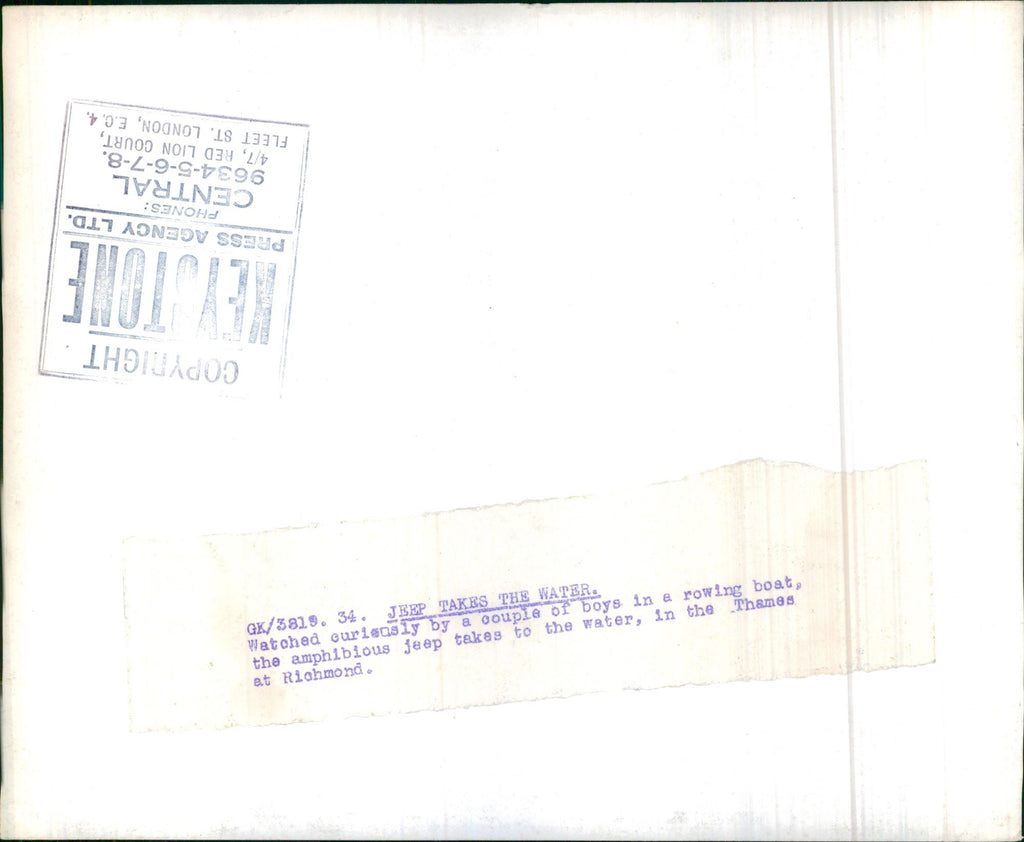 COPYRIGHT
KEYSTONE
PRESS AGENCY LTD.
PHONES:
CENTRAL
9634-5-6-7-8.
4/7, RED LION COURT,
FLEET ST. LONDON, E.C.4.
34. JEEP TAKES THE WATER.
Watched curiously by a couple of boys in a rowing boat,
the amphibious jeep takes to the water, in the Thames
at Richmond.